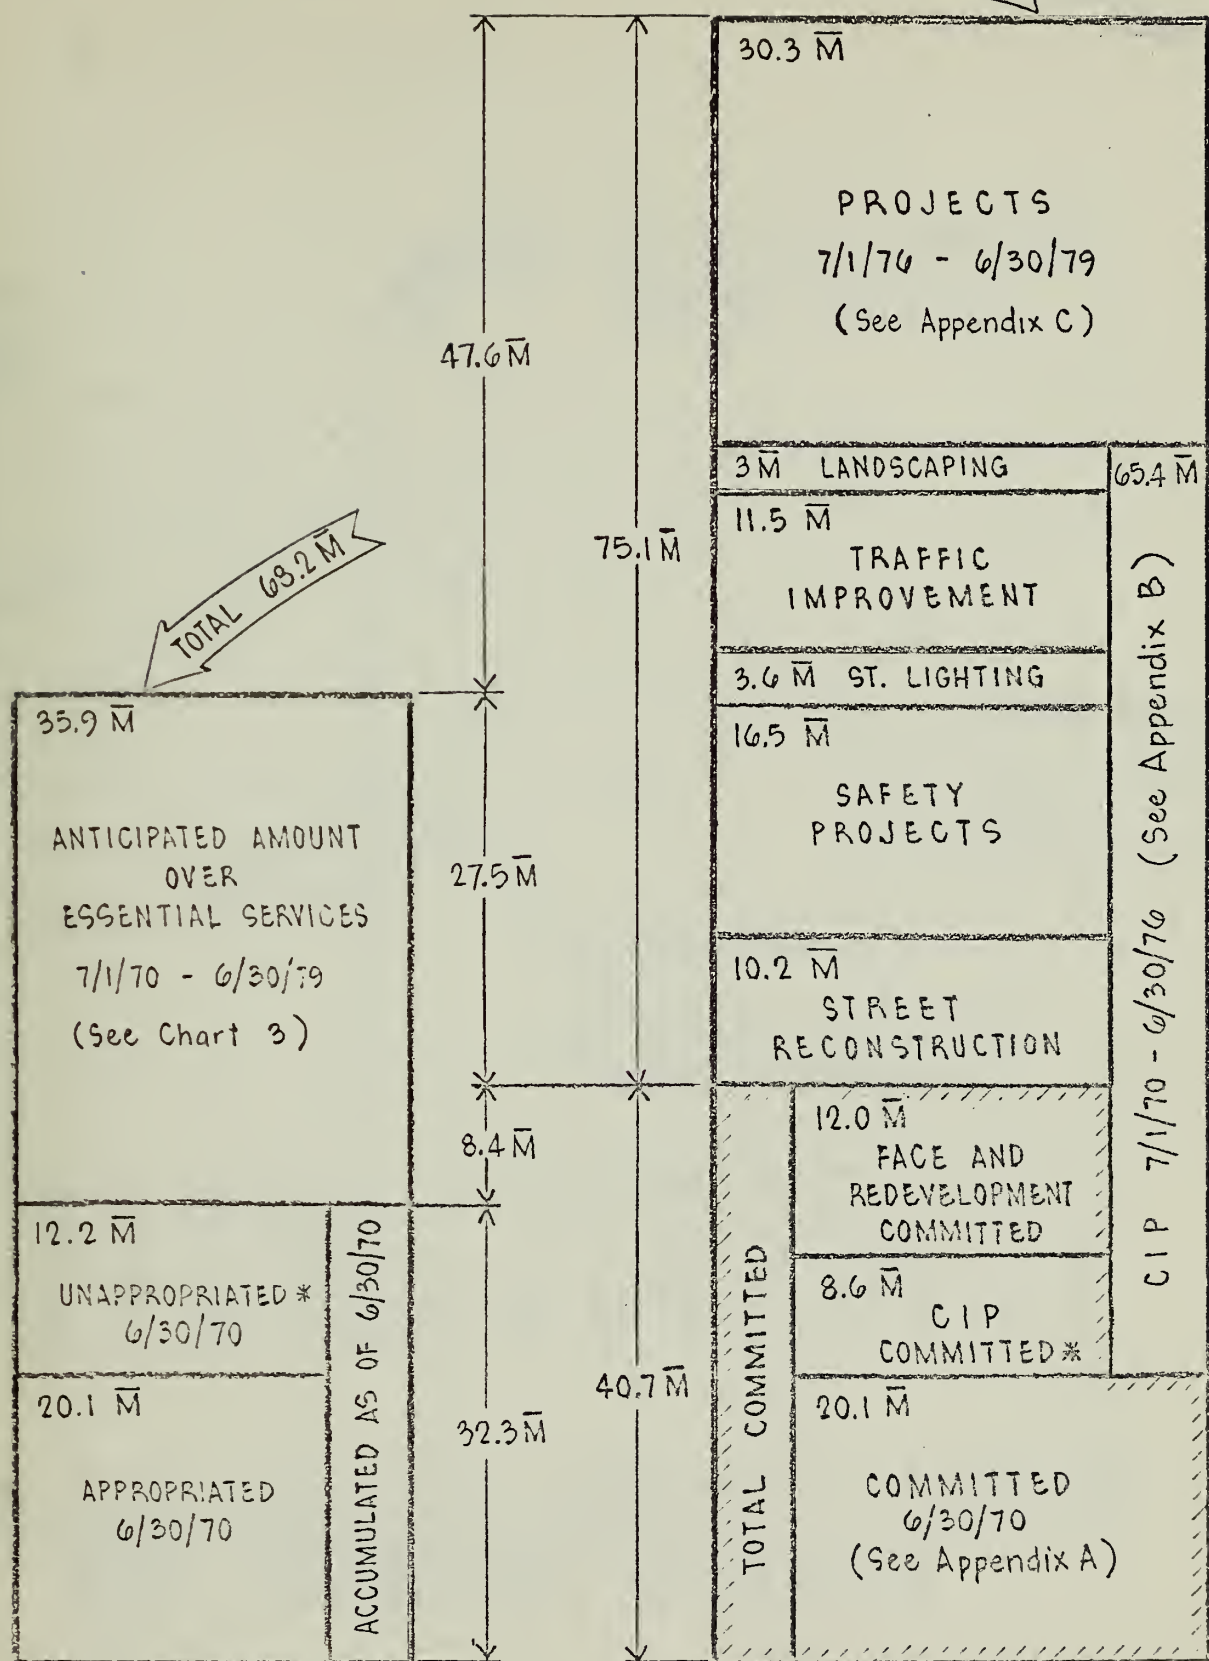 30.3 M̄
PROJECTS
7/1/76 - 6/30/79
(See Appendix C)
47.6 M̄
75.1 M̄
3 M̄ LANDSCAPING
65.4 M̄
11.5 M̄
TRAFFIC
IMPROVEMENT
3.6 M̄ ST. LIGHTING
16.5 M̄
SAFETY
PROJECTS
10.2 M̄
STREET
RECONSTRUCTION
CIP 7/1/70 - 6/30/76 (See Appendix B)
TOTAL 68.2 M̄
35.9 M̄
ANTICIPATED AMOUNT
OVER
ESSENTIAL SERVICES
7/1/70 - 6/30/79
(See Chart 3)
27.5 M̄
8.4 M̄
12.2 M̄
UNAPPROPRIATED *
6/30/70
20.1 M̄
APPROPRIATED
6/30/70
ACCUMULATED AS OF 6/30/70
32.3 M̄
40.7 M̄
TOTAL COMMITTED
12.0 M̄
FACE AND
REDEVELOPMENT
COMMITTED
8.6 M̄
CIP
COMMITTED *
20.1 M̄
COMMITTED
6/30/70
(See Appendix A)